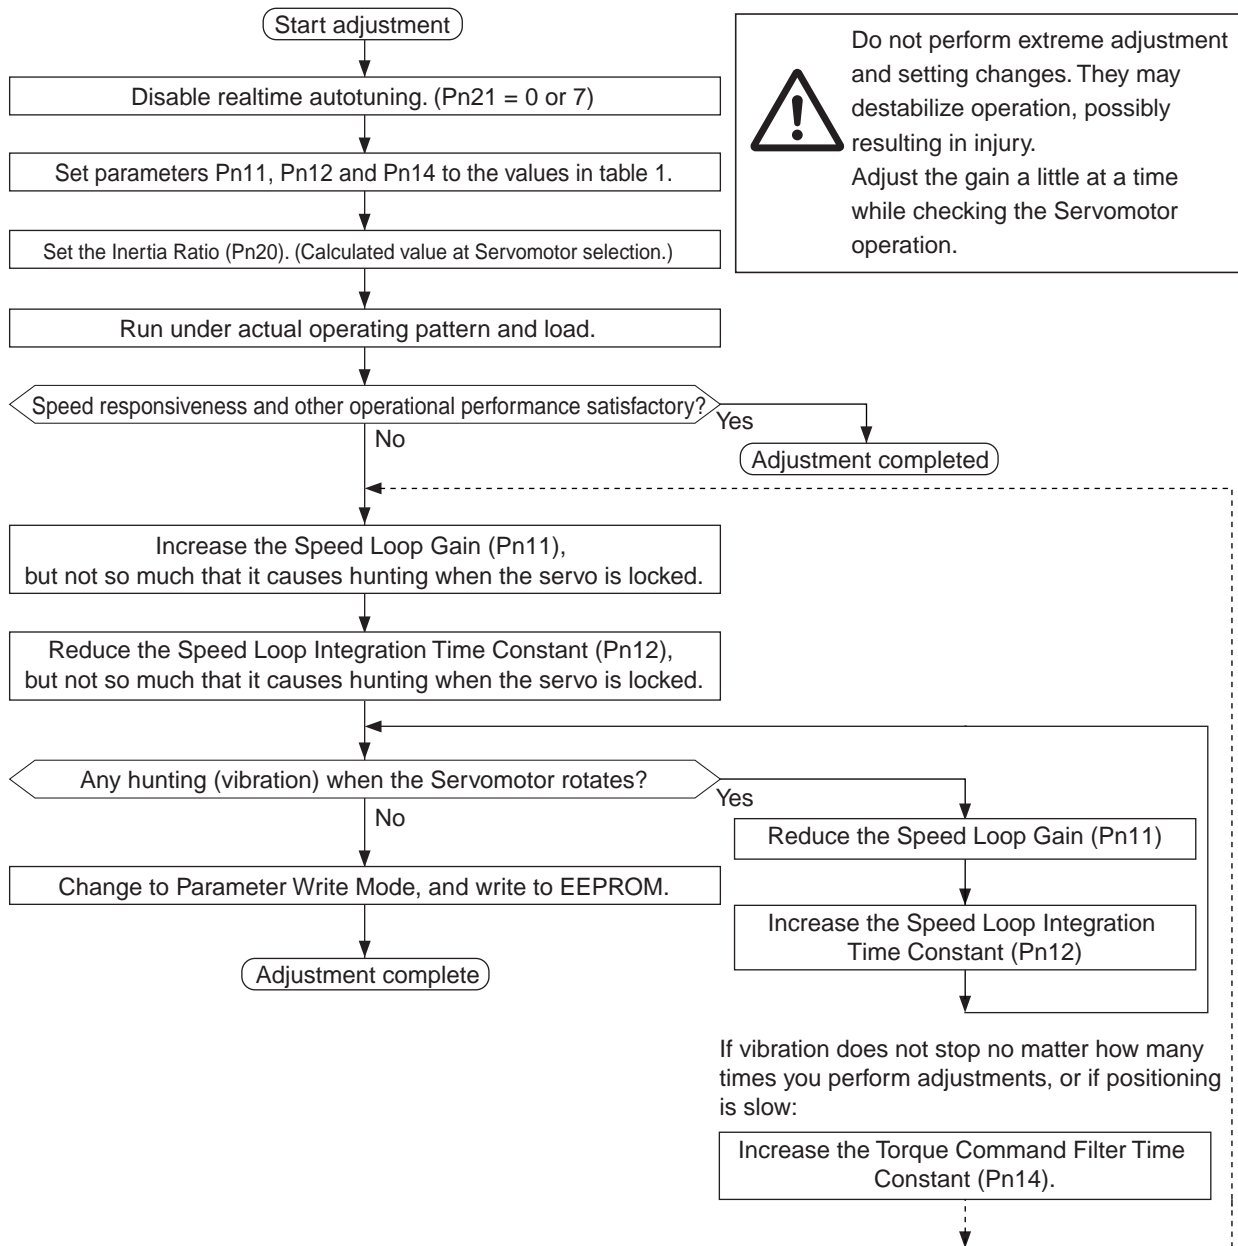 Start adjustment
Do not perform extreme adjustment
and setting changes. They may
destabilize operation, possibly
resulting in injury.
Adjust the gain a little at a time
while checking the Servomotor
operation.
Disable realtime autotuning. (Pn21 = 0 or 7)
Set parameters Pn11, Pn12 and Pn14 to the values in table 1.
Set the Inertia Ratio (Pn20). (Calculated value at Servomotor selection.)
Run under actual operating pattern and load.
Speed responsiveness and other operational performance satisfactory?
Yes
No
Adjustment completed
Increase the Speed Loop Gain (Pn11),
but not so much that it causes hunting when the servo is locked.
Reduce the Speed Loop Integration Time Constant (Pn12),
but not so much that it causes hunting when the servo is locked.
Any hunting (vibration) when the Servomotor rotates?
Yes
No
Reduce the Speed Loop Gain (Pn11)
Change to Parameter Write Mode, and write to EEPROM.
Increase the Speed Loop Integration
Time Constant (Pn12)
Adjustment complete
If vibration does not stop no matter how many
times you perform adjustments, or if positioning
is slow:
Increase the Torque Command Filter Time
Constant (Pn14).